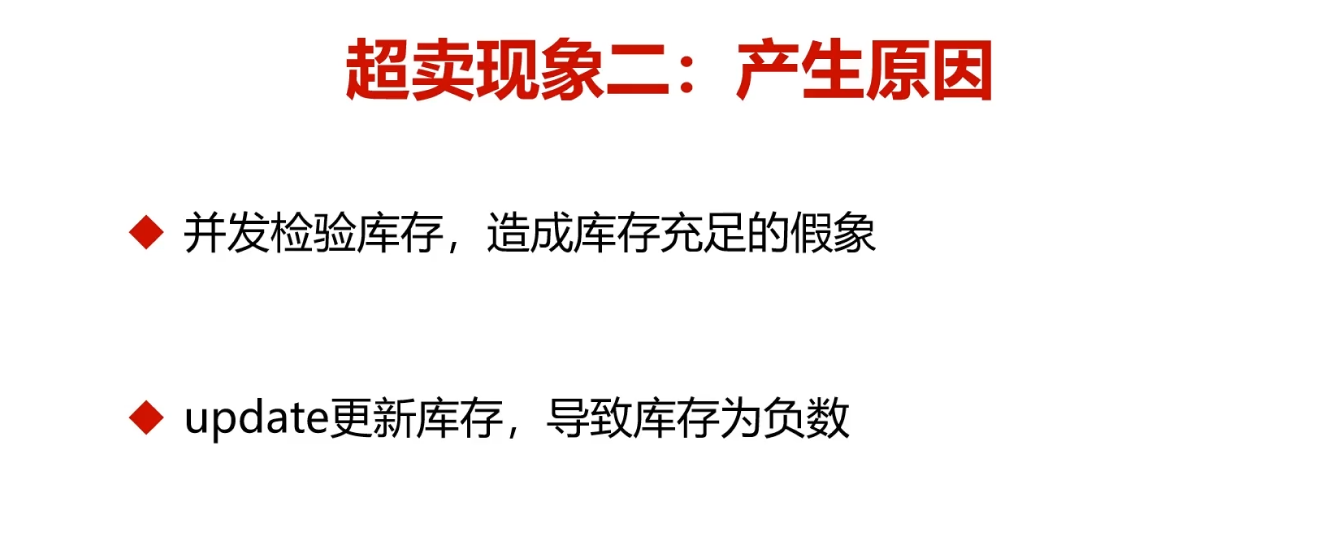 超卖现象二：产生原因
并发检验库存，造成库存充足的假象
update更新库存，导致库存为负数